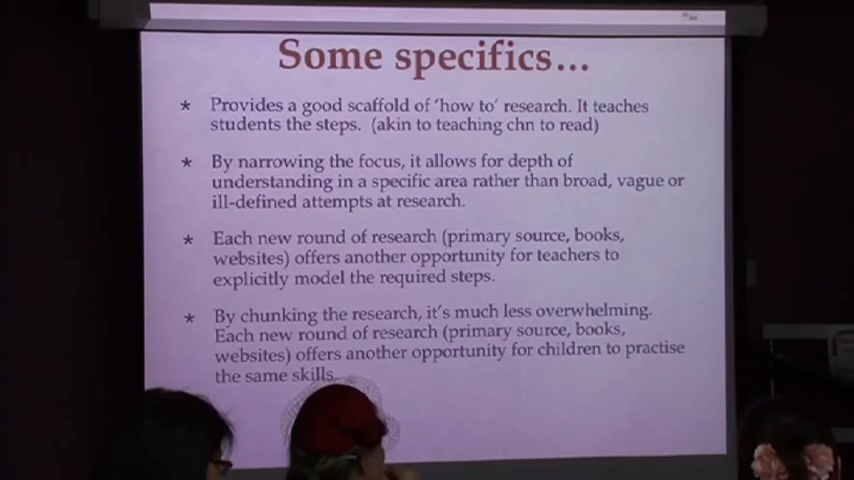 Some specifics...
* Provides a good scaffold of 'how to' research. It teaches
students the steps. (akin to teaching chn to read)
* By narrowing the focus, it allows for depth of
understanding in a specific area rather than broad, vague or
ill-defined attempts at research.
* Each new round of research (primary source, books,
websites) offers another opportunity for teachers to
explicitly model the required steps.
* By chunking the research, it's much less overwhelming.
Each new round of research (primary source, books,
websites) offers another opportunity for children to practise
the same skills.